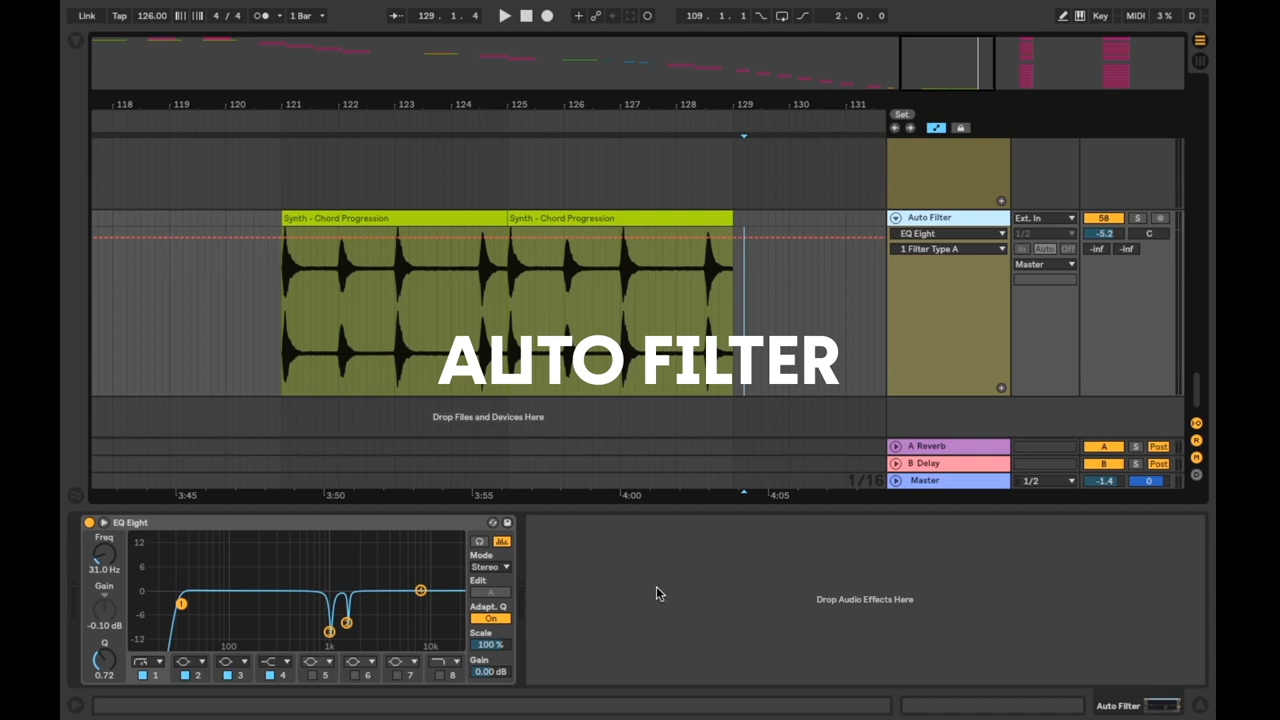 Link Tap 126.00 4 / 4 1 Bar 129. 1. 4 109. 1. 1 2. 0. 0 Key MIDI 3 % D
118 119 120 121 122 123 124 125 126 127 128 129 130 131
Set
Synth - Chord Progression Synth - Chord Progression
Auto Filter Ext. In 58 S
EQ Eight 1/2 -5.2 C
1 Filter Type A In Auto Off -inf -inf
Master
AUTO FILTER
Drop Files and Devices Here
A Reverb A S Post
B Delay B S Post
1/16 Master 1/2 -1.4 0
3:45 3:50 3:55 4:00 4:05
EQ Eight
Freq
31.0 Hz
Gain
-0.10 dB
Q
0.72
12
6
0
-6
-12
100 1k 10k
1 2 3 4 5 6 7 8
Mode
Stereo
Edit
A
Adapt. Q
On
Scale
100 %
Gain
0.00 dB
Drop Audio Effects Here
Auto Filter